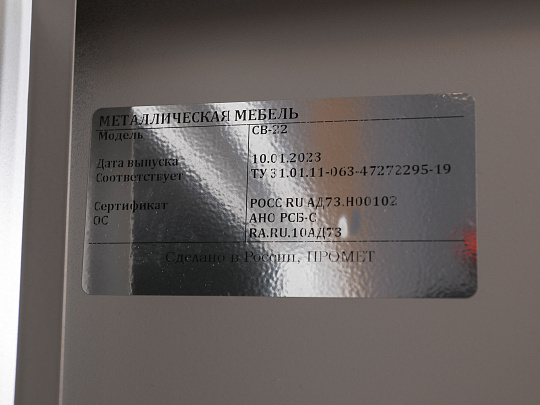 МЕТАЛЛИЧЕСКАЯ МЕБЕЛЬ
Модель СВ-22
Дата выпуска 10.01.2023
Соответствует ТУ 31.01.11-063-47272295-19
Сертификат РОСС RU АД73.Н00102
ОС АНО РСБ-С
RA.RU.10АД73
Сделано в России, ПРОМЕТ